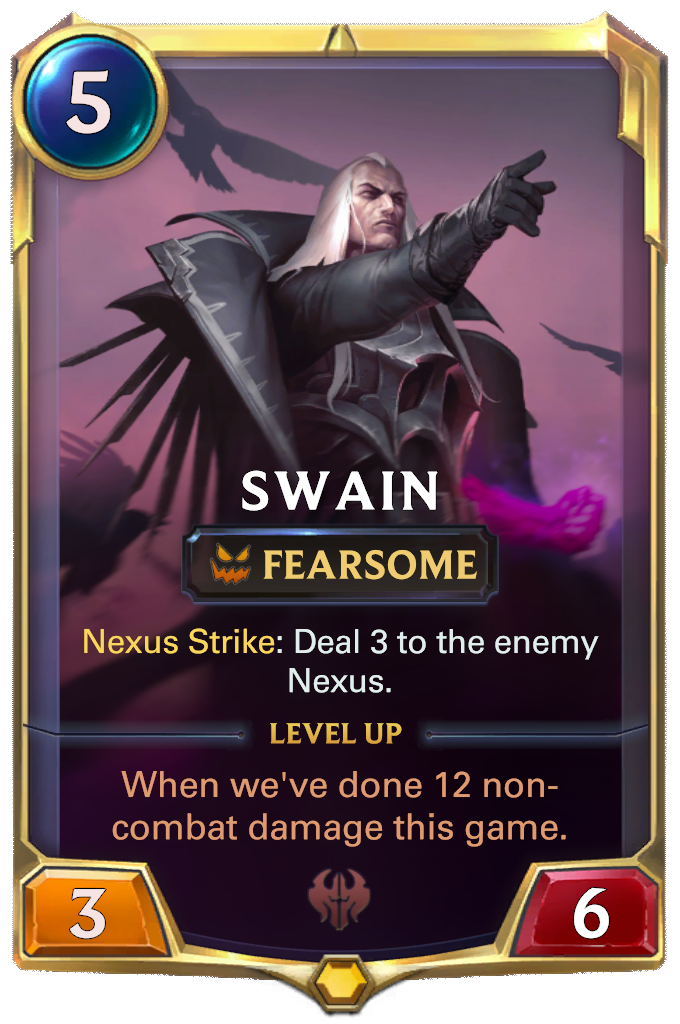 5
SWAIN
FEARSOME
Nexus Strike: Deal 3 to the enemy
Nexus.
LEVEL UP
When we've done 12 non-
combat damage this game.
3
6